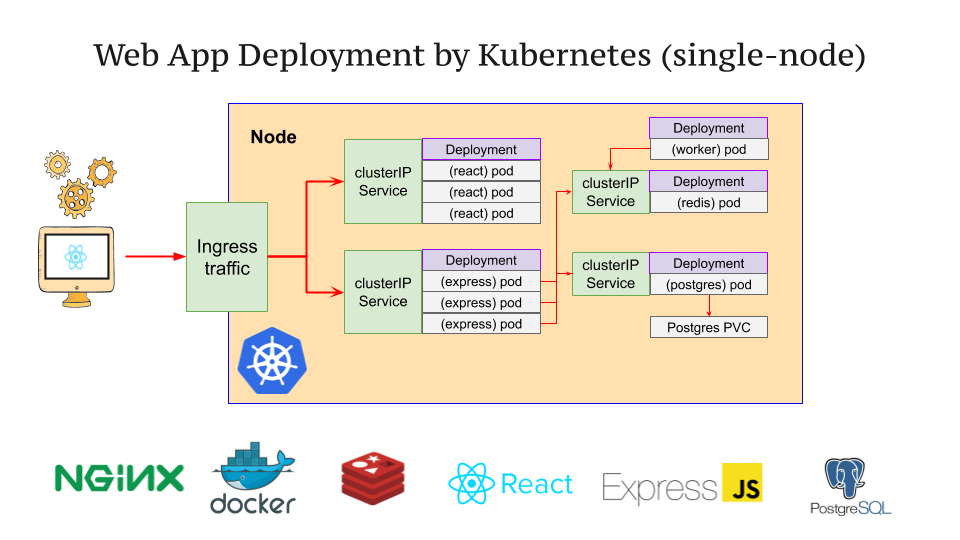 Web App Deployment by Kubernetes (single-node)
Node
Ingress
traffic
clusterIP
Service
Deployment
(react) pod
(react) pod
(react) pod
clusterIP
Service
Deployment
(express) pod
(express) pod
(express) pod
Deployment
(worker) pod
clusterIP
Service
Deployment
(redis) pod
clusterIP
Service
Deployment
(postgres) pod
Postgres PVC
NGiNX
docker
React
Express JS
PostgreSQL